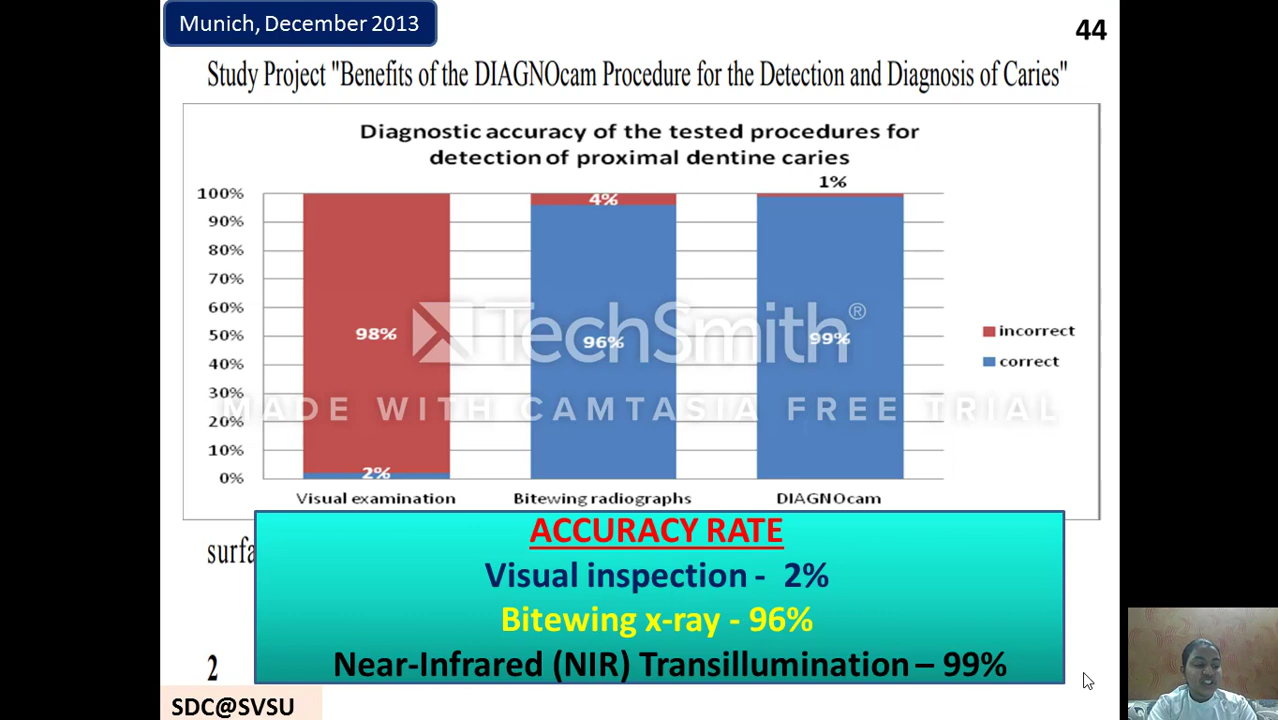 Munich, December 2013
44
Study Project "Benefits of the DIAGNOcam Procedure for the Detection and Diagnosis of Caries"
Diagnostic accuracy of the tested procedures for
detection of proximal dentine caries
1%
100%
4%
90%
80%
70%
60%
TechSmith®
incorrect
98%
50%
96%
99%
correct
40%
30%
MADE WITH CAMTASIA FREE TRIAL
20%
10%
2%
0%
Visual examination
Bitewing radiographs
DIAGNOcam
ACCURACY RATE
surfa
Visual inspection - 2%
Bitewing x-ray - 96%
Near-Infrared (NIR) Transillumination – 99%
2
SDC@SVSU